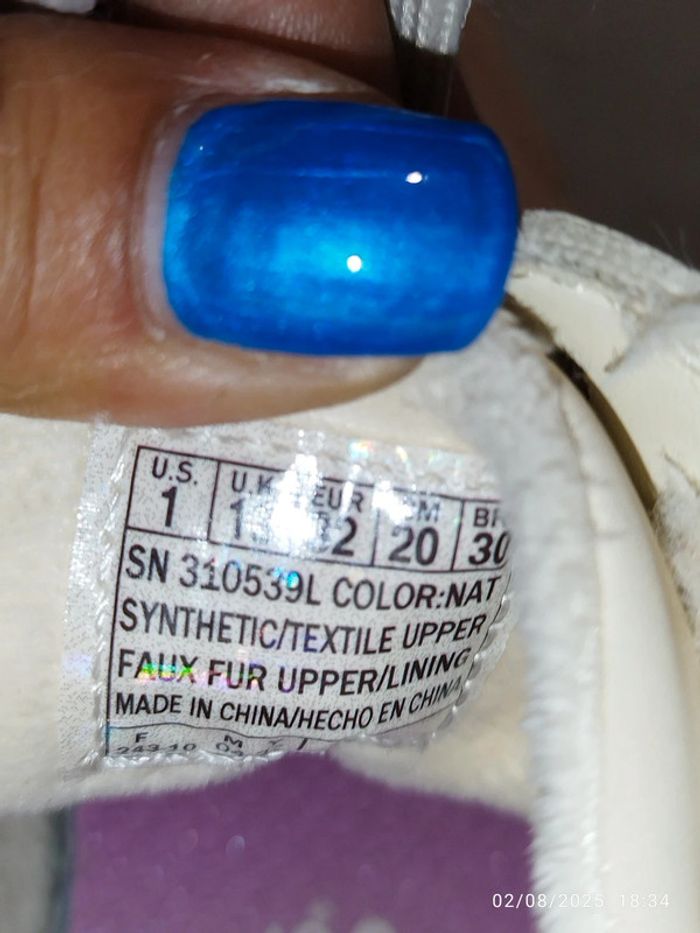 U.S. U.K. EUR CM
1 20 30
SN 310539L COLOR:NAT
SYNTHETIC/TEXTILE UPPER
FAUX FUR UPPER/LINING
MADE IN CHINA/HECHO EN CHINA
F M
02/08/2025 18:34